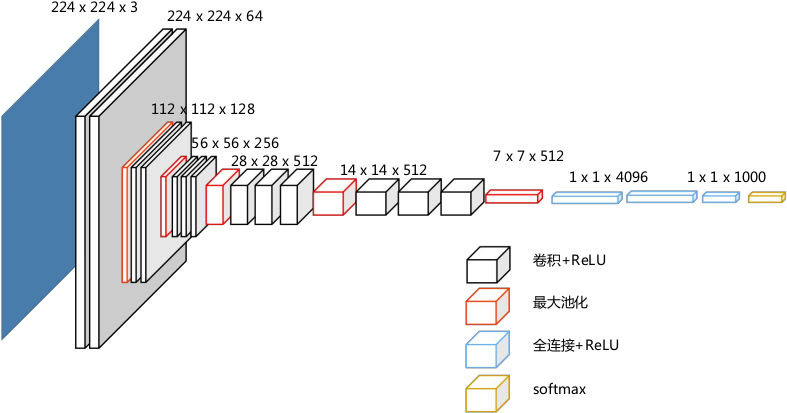 224 x 224 x 3
224 x 224 x 64
112 x 112 x 128
56 x 56 x 256
28 x 28 x 512
14 x 14 x 512
7 x 7 x 512
1 x 1 x 4096
1 x 1 x 1000
卷积+ReLU
最大池化
全连接+ReLU
softmax